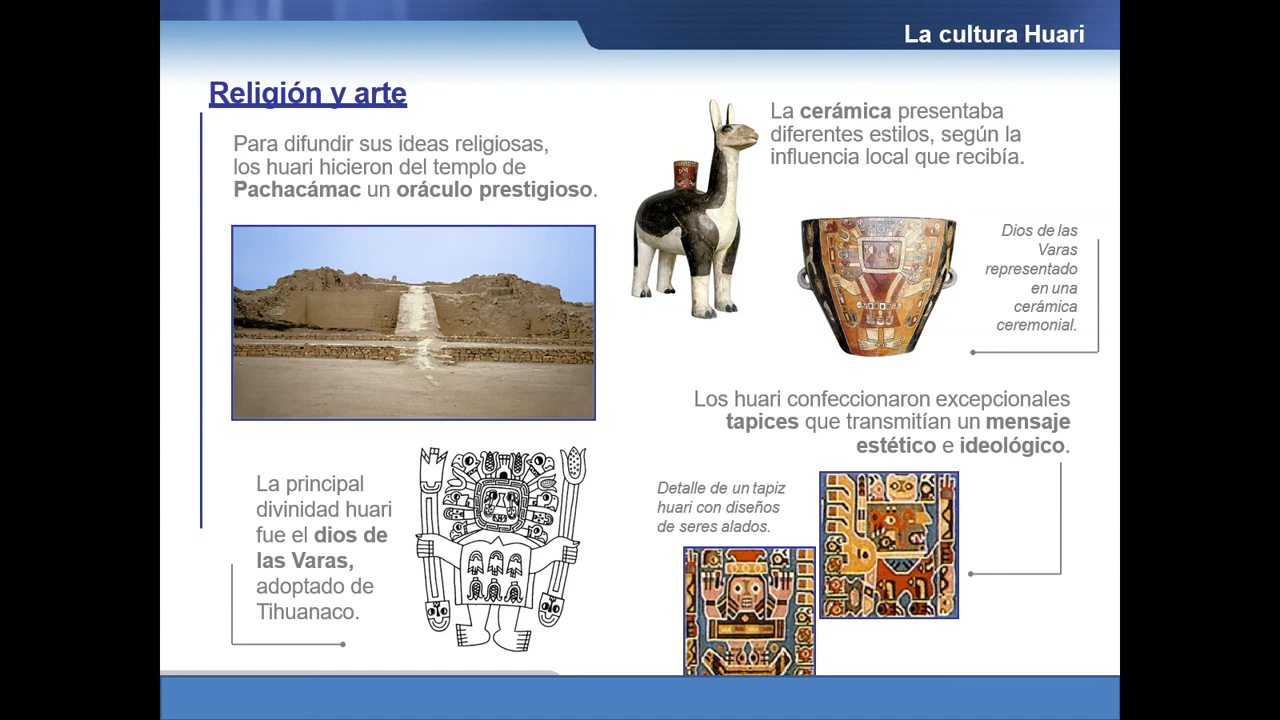 La cultura Huari
Religión y arte
Para difundir sus ideas religiosas,
los huari hicieron del templo de
Pachacámac un oráculo prestigioso.
La cerámica presentaba
diferentes estilos, según la
influencia local que recibía.
Dios de las
Varas
representado
en una
cerámica
ceremonial.
Los huari confeccionaron excepcionales
tapices que transmitían un mensaje
estético e ideológico.
Detalle de un tapiz
huari con diseños
de seres alados.
La principal
divinidad huari
fue el dios de
las Varas,
adoptado de
Tihuanaco.